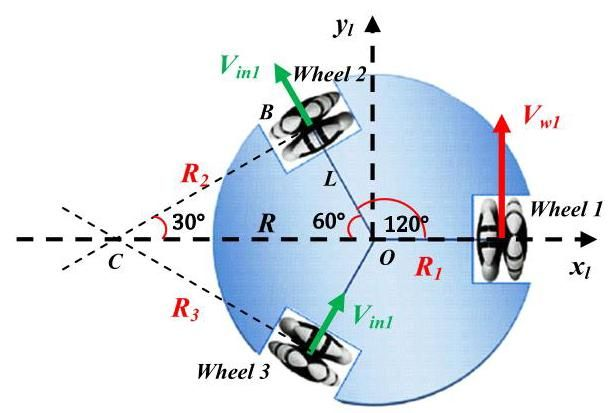 y_l
V_in1 Wheel 2
B
V_w1
R_2
L
30° R 60° 120°
Wheel 1
C
O
R_1
x_l
R_3
V_in1
Wheel 3